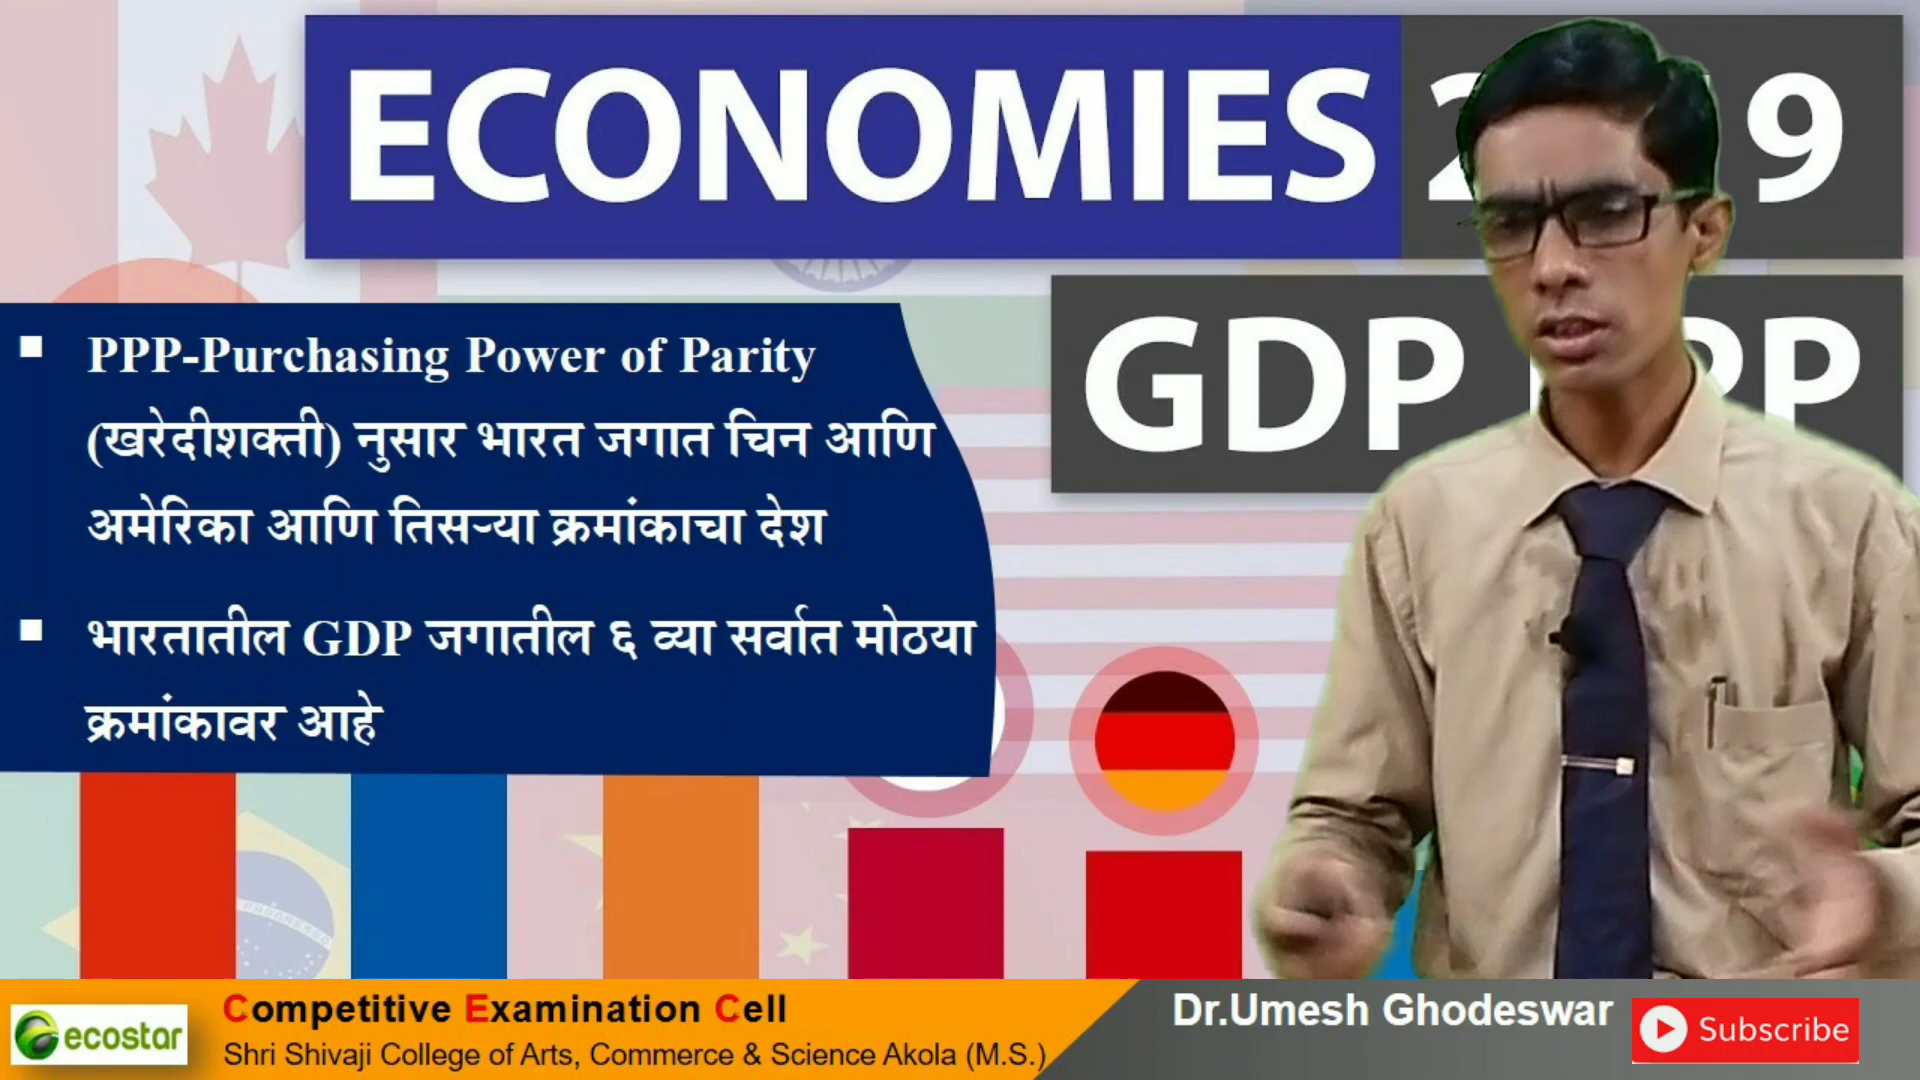 ECONOMIES
GDP
PPP-Purchasing Power of Parity
(खरेदीशक्ती) नुसार भारत जगात चिन आणि
अमेरिका आणि तिसऱ्या क्रमांकाचा देश
भारतातील GDP जगातील ६ व्या सर्वात मोठया
क्रमांकावर आहे
PROGRESSO
ecostar
Competitive Examination Cell
Shri Shivaji College of Arts, Commerce & Science Akola (M.S.)
Dr.Umesh Ghodeswar
Subscribe